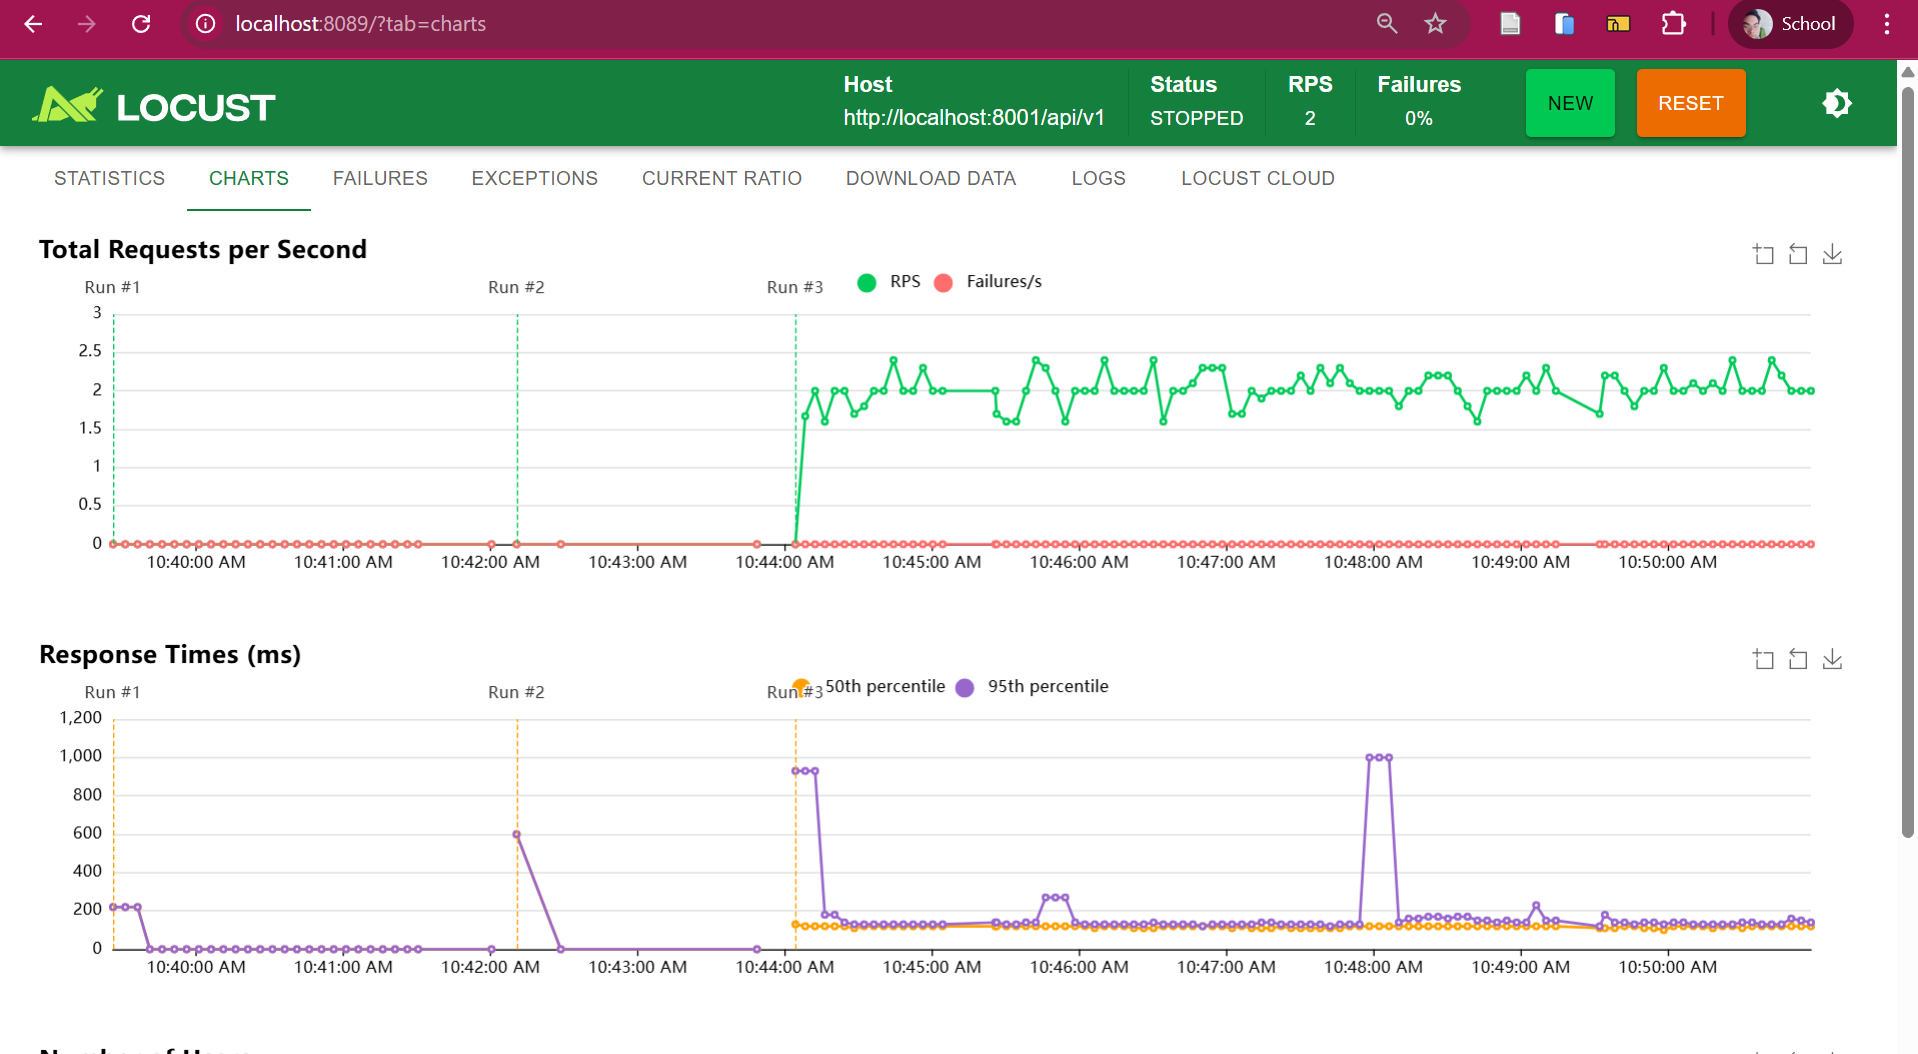 localhost:8089/?tab=charts
School
LOCUST
Host
http://localhost:8001/api/v1
Status
STOPPED
RPS
2
Failures
0%
NEW
RESET
STATISTICS
CHARTS
FAILURES
EXCEPTIONS
CURRENT RATIO
DOWNLOAD DATA
LOGS
LOCUST CLOUD
Total Requests per Second
Run #1
Run #2
Run #3
RPS
Failures/s
3
2.5
2
1.5
1
0.5
0
10:40:00 AM
10:41:00 AM
10:42:00 AM
10:43:00 AM
10:44:00 AM
10:45:00 AM
10:46:00 AM
10:47:00 AM
10:48:00 AM
10:49:00 AM
10:50:00 AM
Response Times (ms)
Run #1
Run #2
Run #3
50th percentile
95th percentile
1,200
1,000
800
600
400
200
0
10:40:00 AM
10:41:00 AM
10:42:00 AM
10:43:00 AM
10:44:00 AM
10:45:00 AM
10:46:00 AM
10:47:00 AM
10:48:00 AM
10:49:00 AM
10:50:00 AM